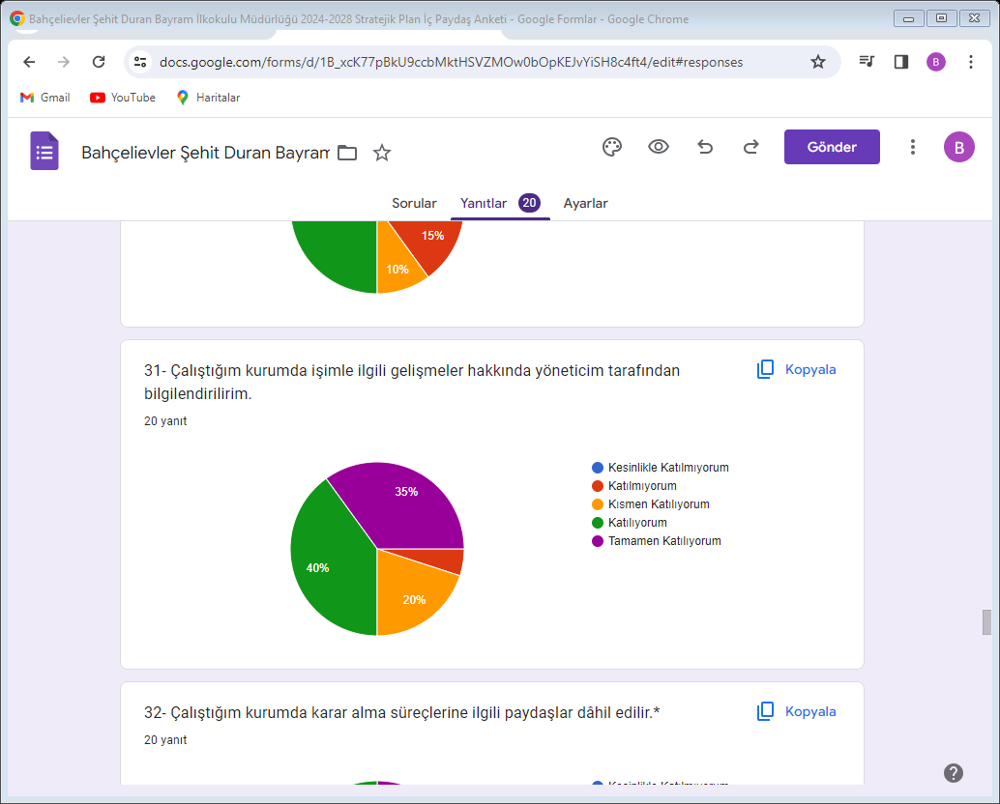 Bahçelievler Şehit Duran Bayram İlkokulu Müdürlüğü 2024-2028 Stratejik Plan İç Paydaş Anketi - Google Formlar - Google Chrome
docs.google.com/forms/d/1B_xcK77pBkU9ccbMktHSVZMOw0bOpKEJvYiSH8c4ft4/edit#responses
B
Gmail YouTube Haritalar
Bahçelievler Şehit Duran Bayram
Gönder
B
Sorular Yanıtlar 20 Ayarlar
15%
10%
31- Çalıştığım kurumda işimle ilgili gelişmeler hakkında yöneticim tarafından
bilgilendirilirim.
Kopyala
20 yanıt
35%
40%
20%
Kesinlikle Katılmıyorum
Katılmıyorum
Kısmen Katılıyorum
Katılıyorum
Tamamen Katılıyorum
32- Çalıştığım kurumda karar alma süreçlerine ilgili paydaşlar dâhil edilir.*
Kopyala
20 yanıt
Kesinlikle Katılmıyorum
?